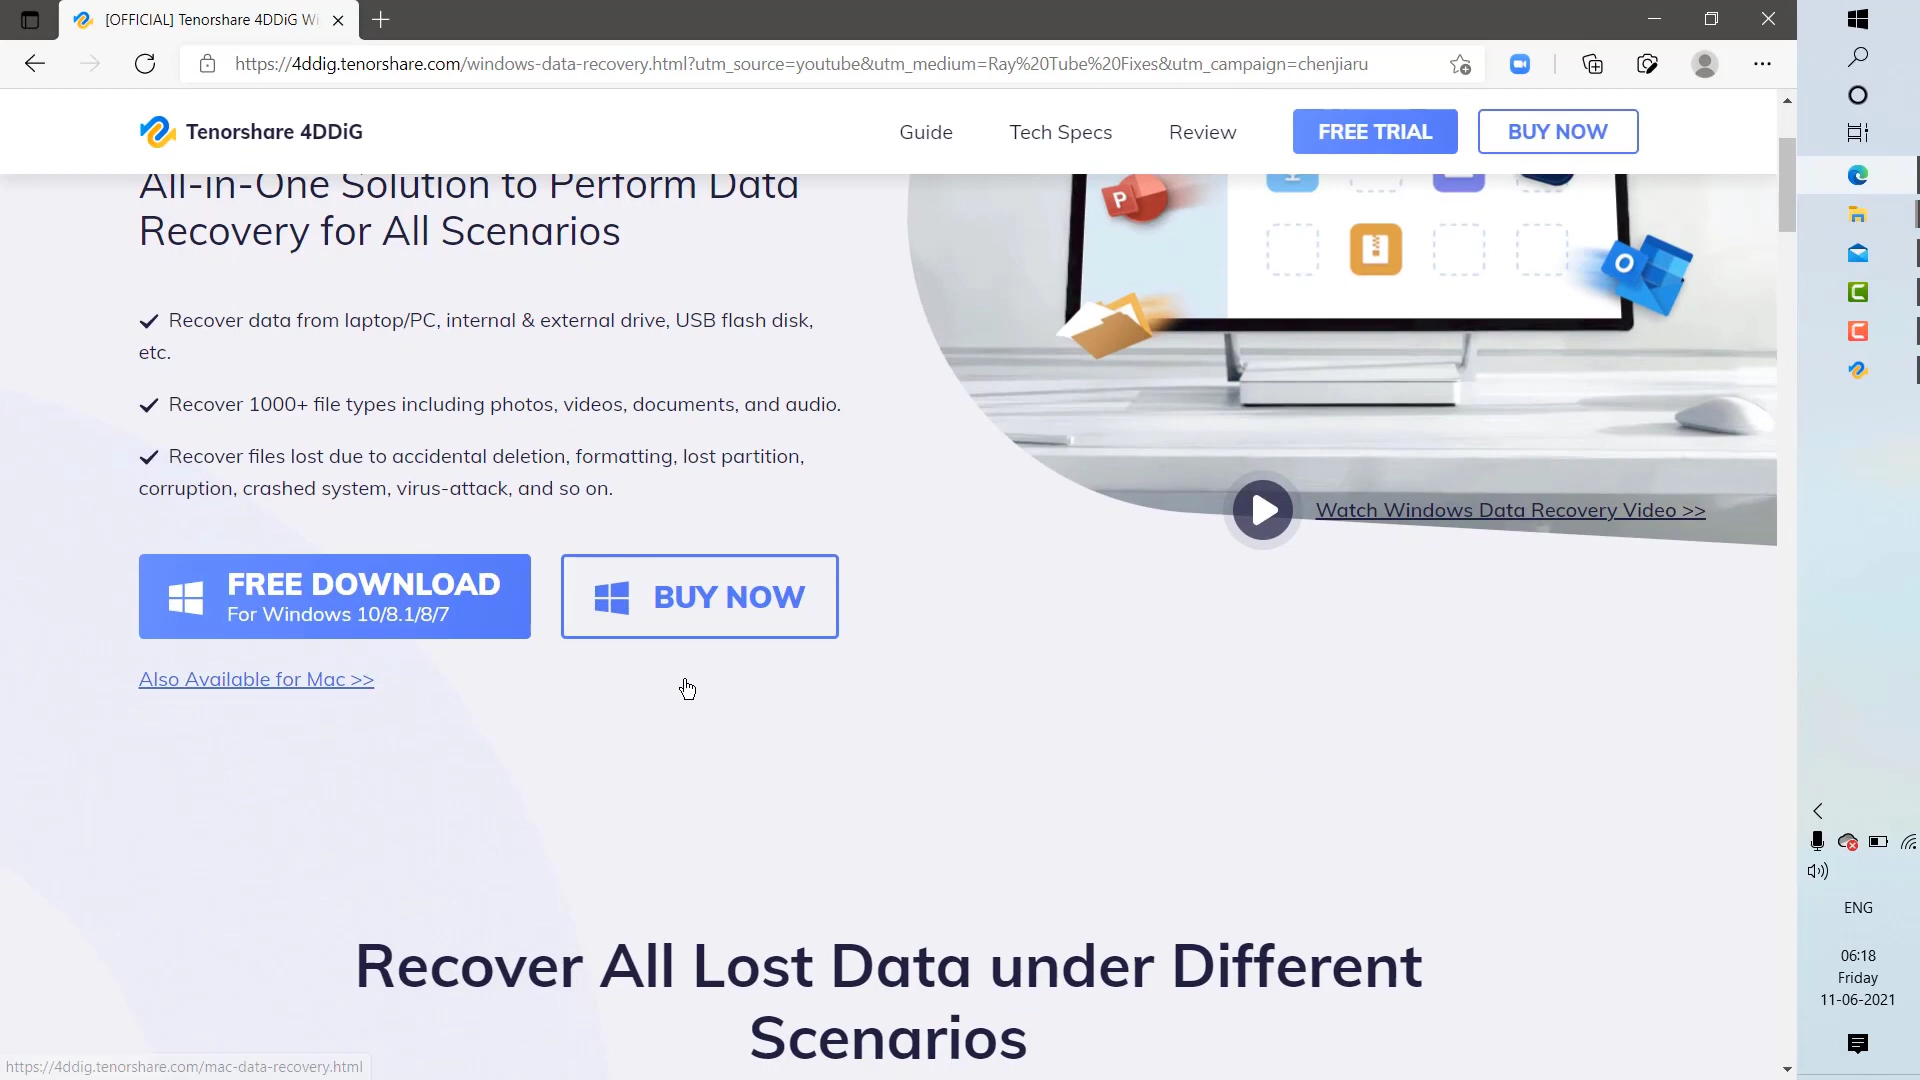 [OFFICIAL] Tenorshare 4DDiG Wi
https://4ddig.tenorshare.com/windows-data-recovery.html?utm_source=youtube&utm_medium=Ray%20Tube%20Fixes&utm_campaign=chenjiaru
Tenorshare 4DDiG
Guide
Tech Specs
Review
FREE TRIAL
BUY NOW
All-in-One Solution to Perform Data
Recovery for All Scenarios
Recover data from laptop/PC, internal & external drive, USB flash disk,
etc.
Recover 1000+ file types including photos, videos, documents, and audio.
Recover files lost due to accidental deletion, formatting, lost partition,
corruption, crashed system, virus-attack, and so on.
P
O
Watch Windows Data Recovery Video >>
FREE DOWNLOAD
For Windows 10/8.1/8/7
BUY NOW
Also Available for Mac >>
Recover All Lost Data under Different
Scenarios
https://4ddig.tenorshare.com/mac-data-recovery.html
ENG
06:18
Friday
11-06-2021